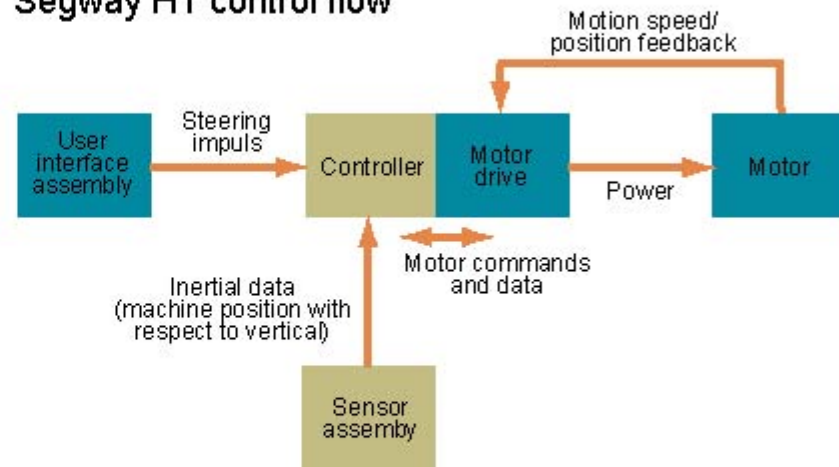 Segway HT control flow
Motion speed/
position feedback
Steering
impuls
User
interface
assembly
Controller
Motor
drive
Motor
Power
Motor commands
and data
Inertial data
(machine position with
respect to vertical)
Sensor
assemby